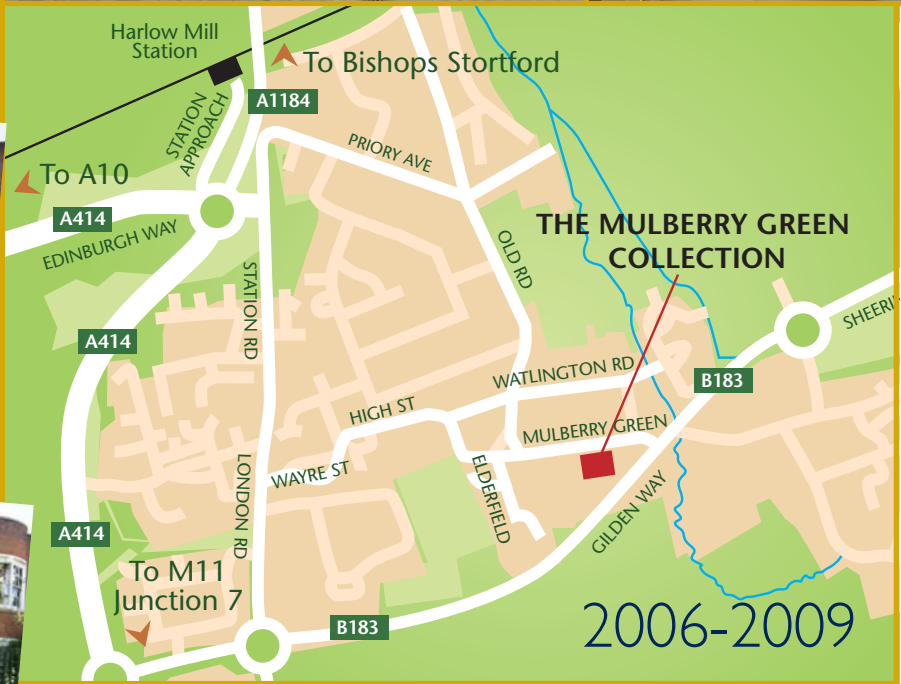 Harlow Mill
Station
To Bishops Stortford
A1184
STATION
APPROACH
PRIORY AVE
To A10
A414
EDINBURGH WAY
THE MULBERRY GREEN
COLLECTION
OLD RD
STATION RD
A414
B183
WATLINGTON RD
HIGH ST
MULBERRY GREEN
WAYRE ST
ELDERFIELD
LONDON RD
GILDEN WAY
A414
To M11
Junction 7
B183
2006-2009